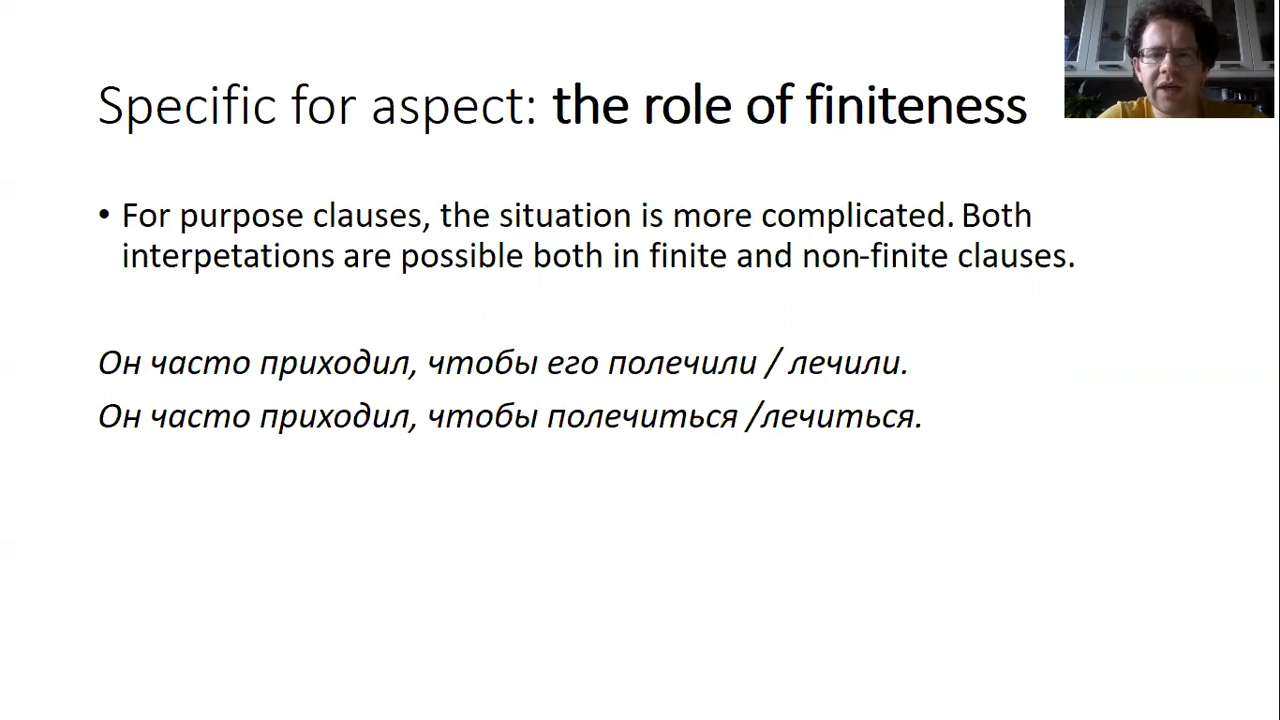 Specific for aspect: the role of finiteness
• For purpose clauses, the situation is more complicated. Both
interpetations are possible both in finite and non-finite clauses.
Он часто приходил, чтобы его полечили / лечили.
Он часто приходил, чтобы полечиться /лечиться.